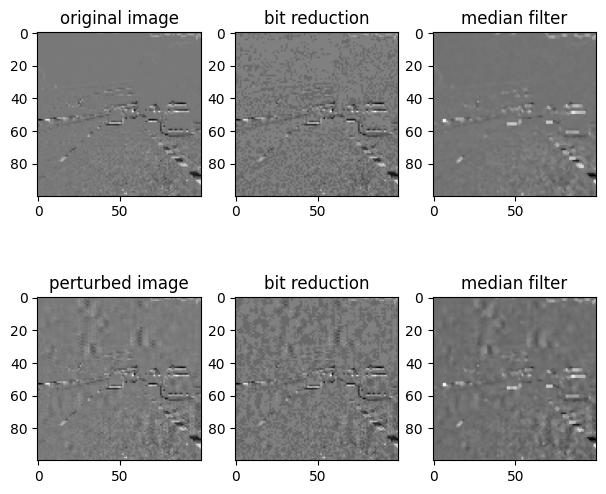 original image bit reduction median filter
0 20 40 60 80
0 50 0 50 0 50
perturbed image bit reduction median filter
0 20 40 60 80
0 50 0 50 0 50